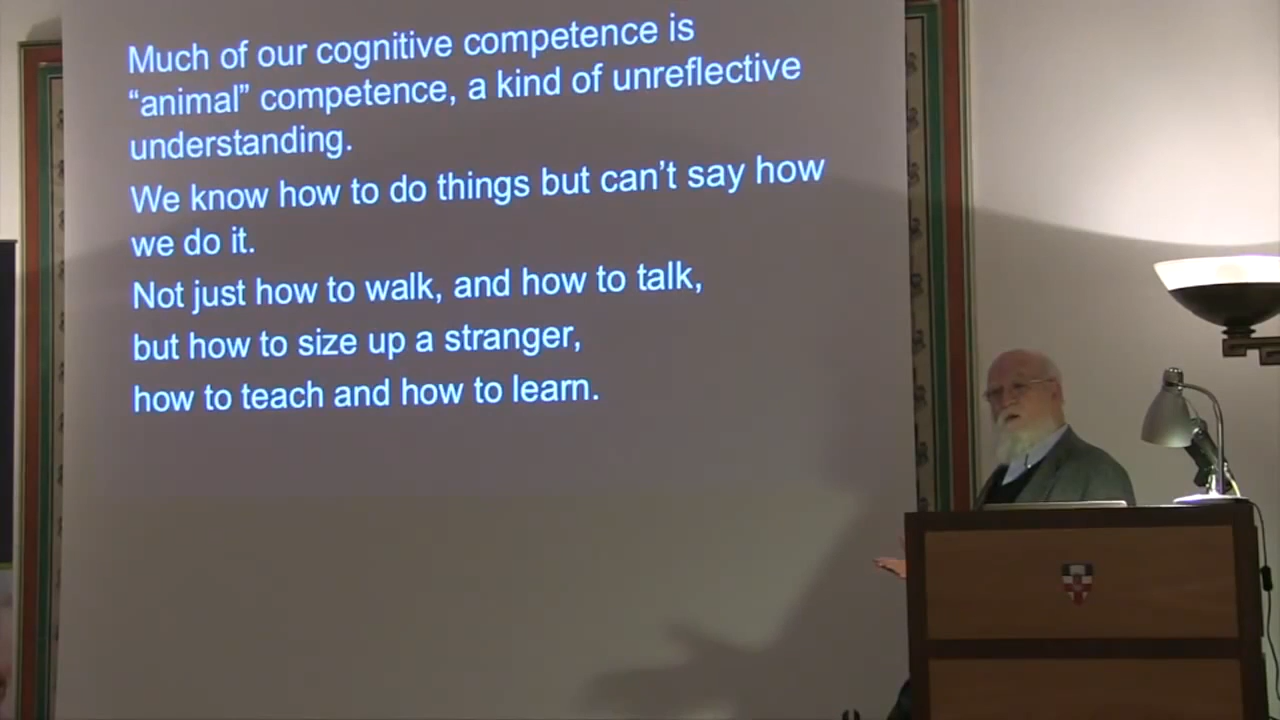 Much of our cognitive competence is
“animal” competence, a kind of unreflective
understanding.
We know how to do things but can’t say how
we do it.
Not just how to walk, and how to talk,
but how to size up a stranger,
how to teach and how to learn.